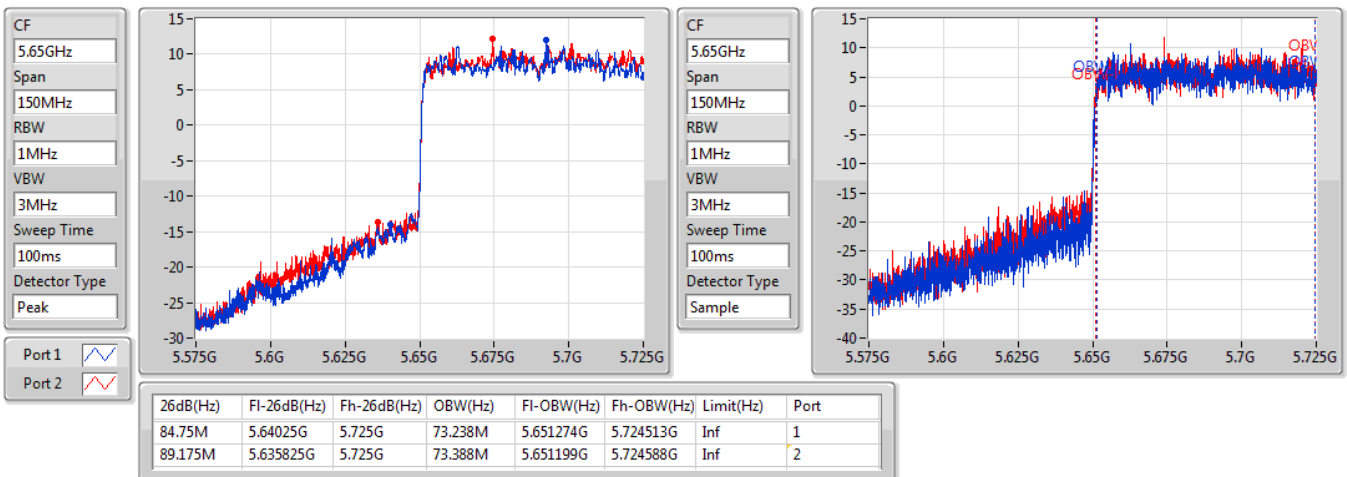 CF
5.65GHz
Span
150MHz
RBW
1MHz
VBW
3MHz
Sweep Time
100ms
Detector Type
Peak
15
10
5
0
-5
-10
-15
-20
-25
-30
5.575G 5.6G 5.625G 5.65G 5.675G 5.7G 5.725G
Port 1
Port 2
CF
5.65GHz
Span
150MHz
RBW
1MHz
VBW
3MHz
Sweep Time
100ms
Detector Type
Sample
15
10
5
0
-5
-10
-15
-20
-25
-30
-35
-40
OBW
OBW
OBW
OBW
5.575G 5.6G 5.625G 5.65G 5.675G 5.7G 5.725G
26dB(Hz) Fl-26dB(Hz) Fh-26dB(Hz) OBW(Hz) Fl-OBW(Hz) Fh-OBW(Hz) Limit(Hz) Port
84.75M 5.64025G 5.725G 73.238M 5.651274G 5.724513G Inf 1
89.175M 5.635825G 5.725G 73.388M 5.651199G 5.724588G Inf 2